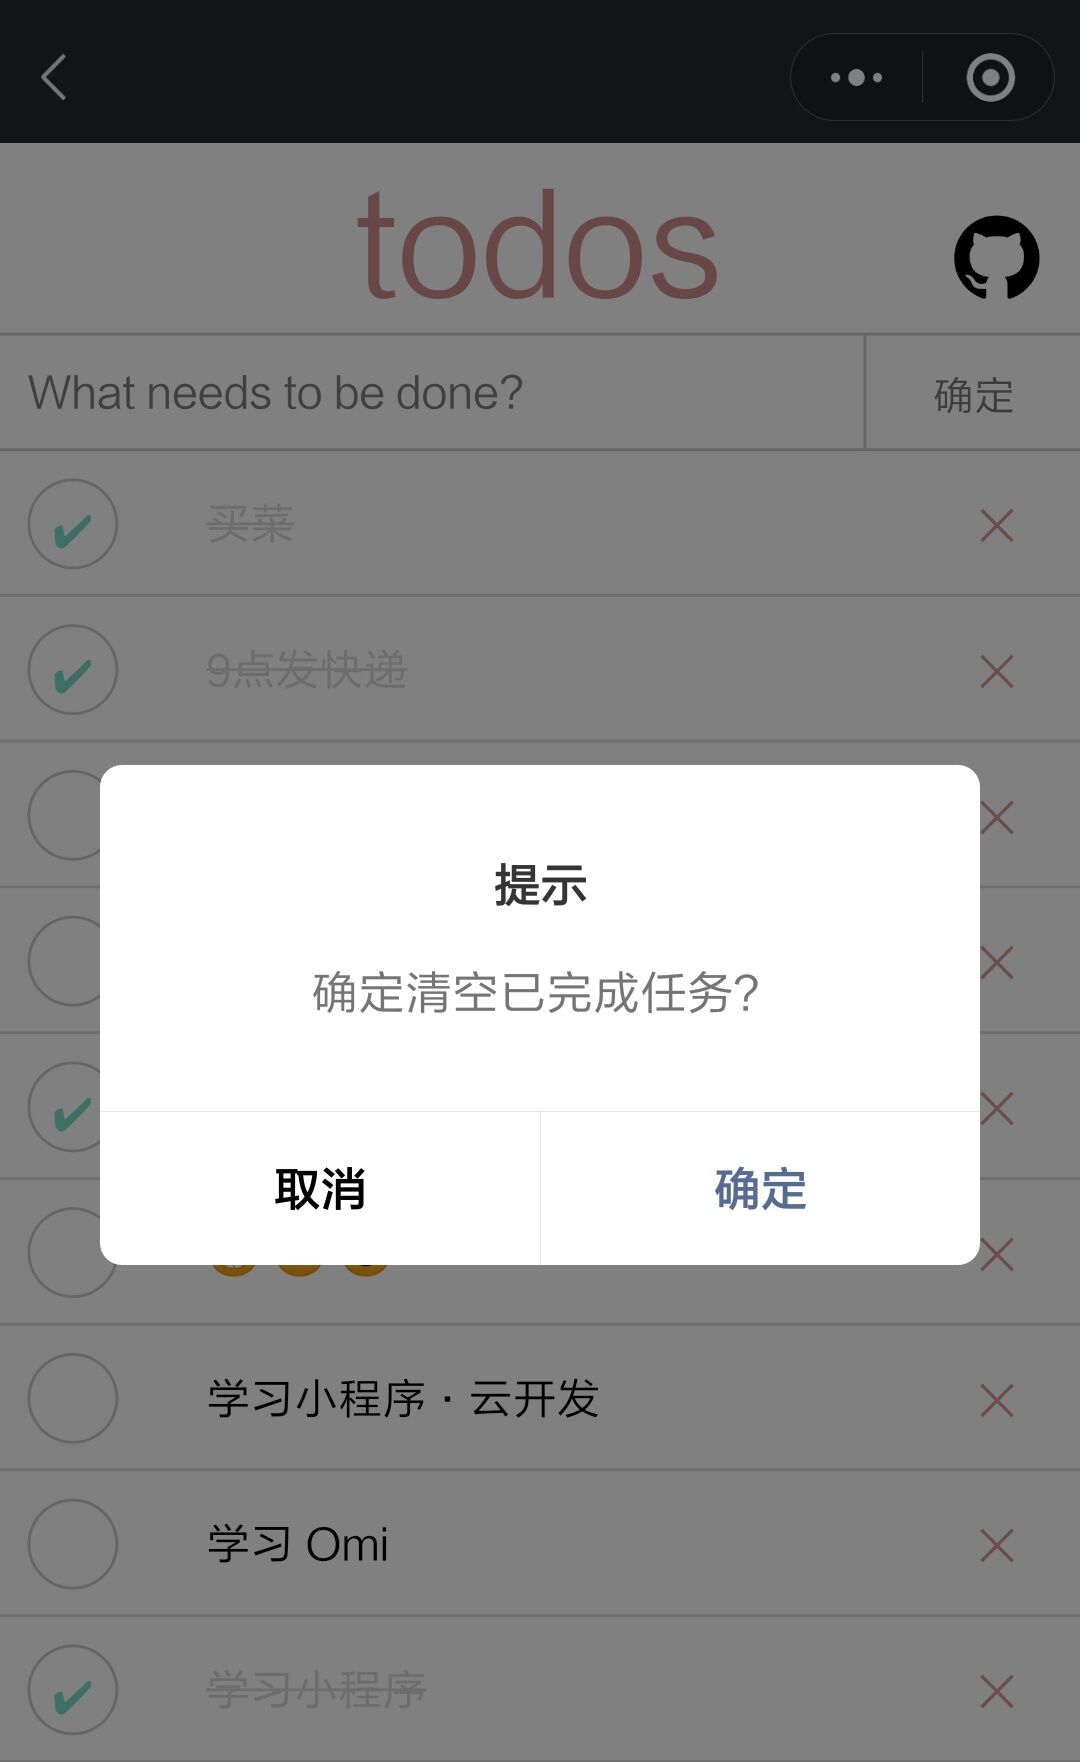 todos
What needs to be done?
确定
买菜
9点发快递
提示
确定清空已完成任务?
取消
确定
学习小程序·云开发
学习 Omi
学习小程序